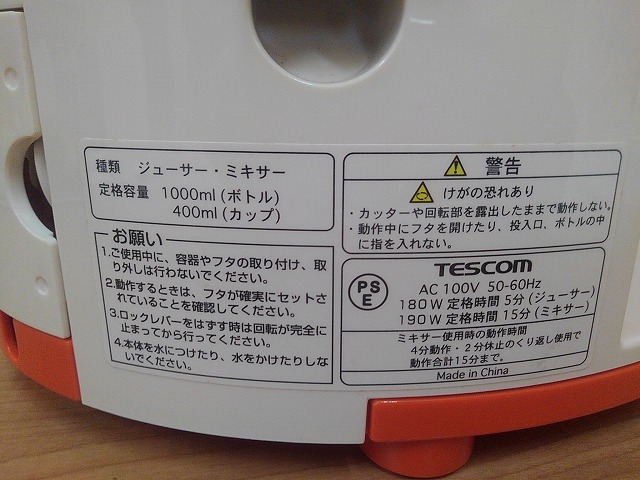 種類 ジューサー・ミキサー
定格容量 1000ml(ボトル)
400ml(カップ)
お願い
1.ご使用中に、容器やフタの取り付け、取
り外しは行わないでください。
2.動作するときは、フタが確実にセットさ
れていることを確認してください。
3.ロックレバーをはずす時は回転が完全に
止まってから行ってください。
4.本体を水につけたり、水をかけたりしな
いでください。
警告
けがの恐れあり
・カッターや回転部を露出したままで動作しない。
・動作中にフタを開けたり、投入口、ボトルの中
に指を入れない。
PS
E
TESCOM
AC 100V 50-60Hz
180W 定格時間 5分(ジューサー)
190W 定格時間 15分(ミキサー)
ミキサー使用時の動作時間
4分動作・2分休止のくり返し使用で
動作合計15分まで。
Made in China